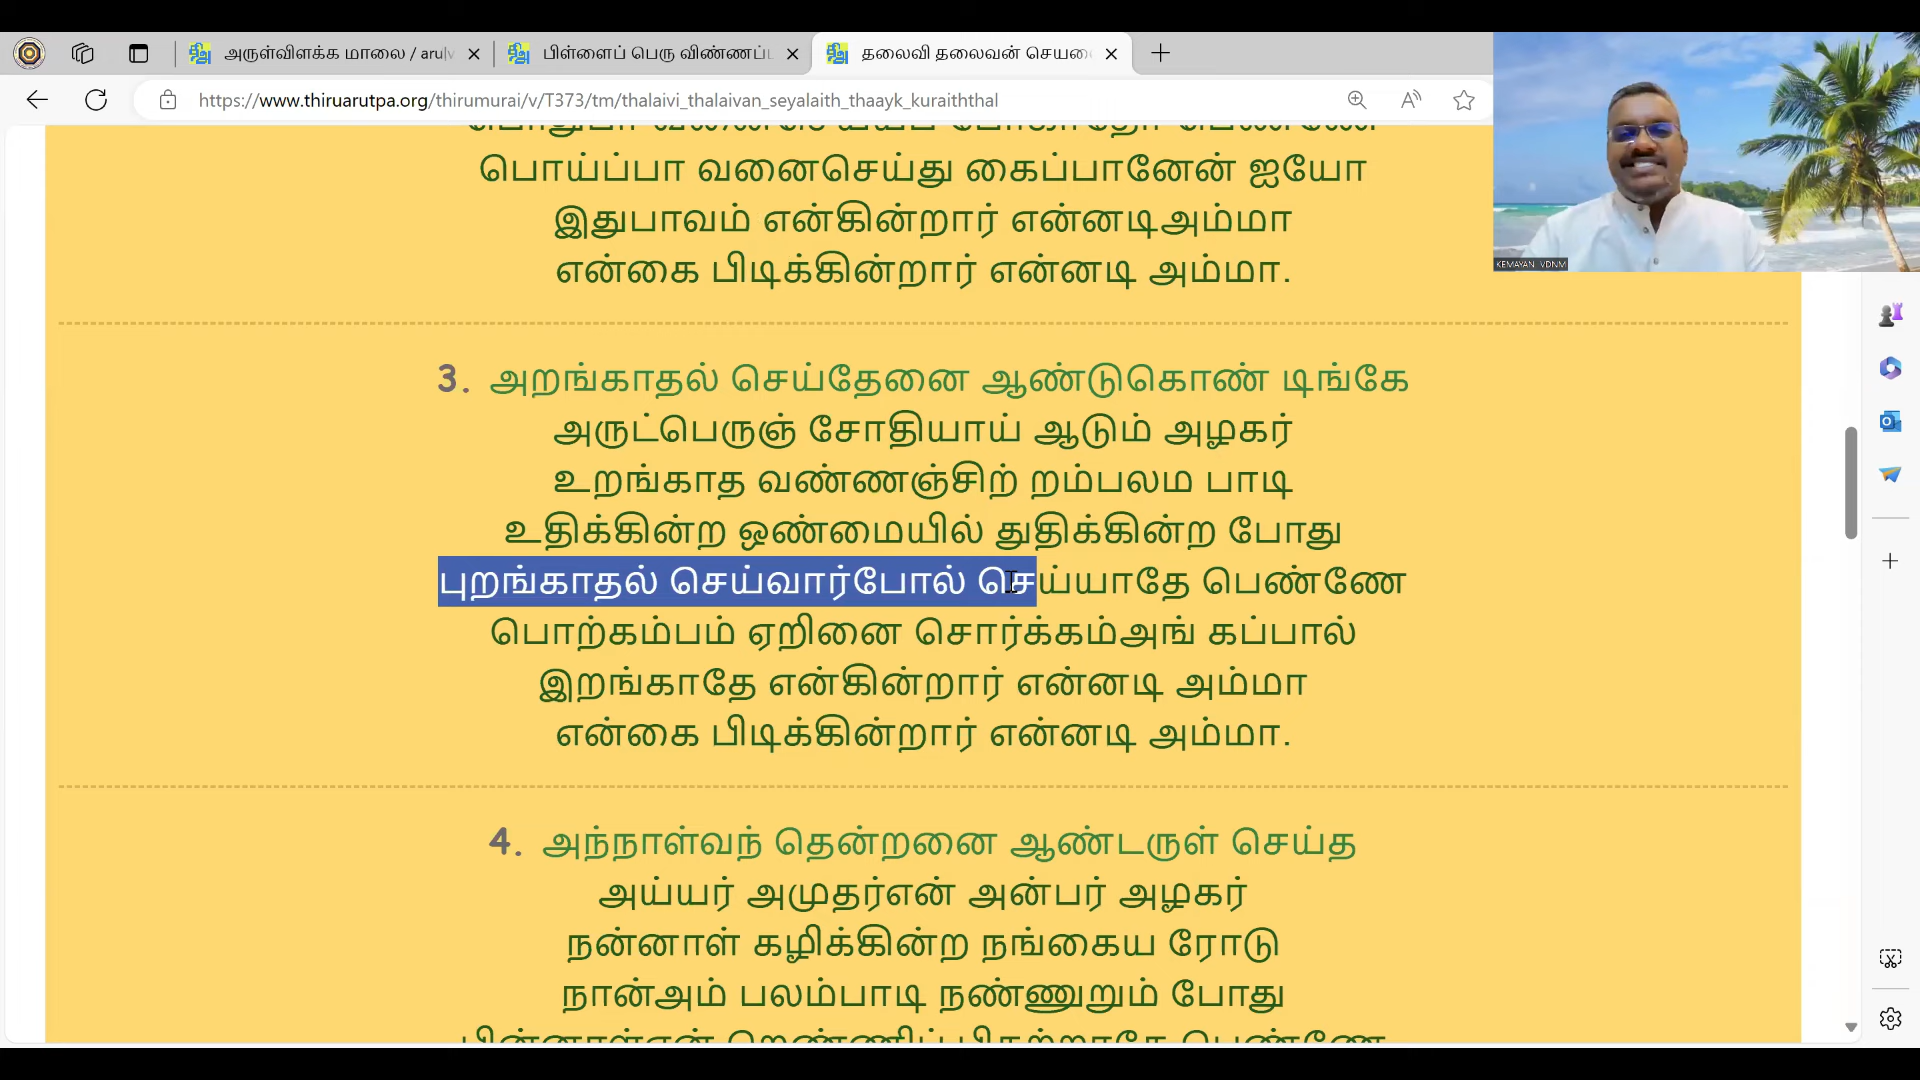 அருள்விளக்க மாலை / arulv
பிள்ளைப் பெரு விண்ணப்ப
தலைவி தலைவன் செயலை
https://www.thiruarutpa.org/thirumurai/v/T373/tm/thalaivi_thalaivan_seyalaith_thaayk_kuraiththal
பொய்ப்பா வனைசெய்து கைப்பானேன் ஐயோ
இதுபாவம் என்கின்றார் என்னடிஅம்மா
என்கை பிடிக்கின்றார் என்னடி அம்மா.
3. அறங்காதல் செய்தேனை ஆண்டுகொண் டிங்கே
அருட்பெருஞ் சோதியாய் ஆடும் அழகர்
உறங்காத வண்ணஞ்சிற் றம்பலம பாடி
உதிக்கின்ற ஒண்மையில் துதிக்கின்ற போது
புறங்காதல் செய்வார்போல் செய்யாதே பெண்ணே
பொற்கம்பம் ஏறினை சொர்க்கம்அங் கப்பால்
இறங்காதே என்கின்றார் என்னடி அம்மா
என்கை பிடிக்கின்றார் என்னடி அம்மா.
4. அந்நாள்வந் தென்றனை ஆண்டருள் செய்த
அய்யர் அமுதர்என் அன்பர் அழகர்
நன்னாள் கழிக்கின்ற நங்கைய ரோடு
நான்அம் பலம்பாடி நண்ணுறும் போது
KEMAYAN VDNM